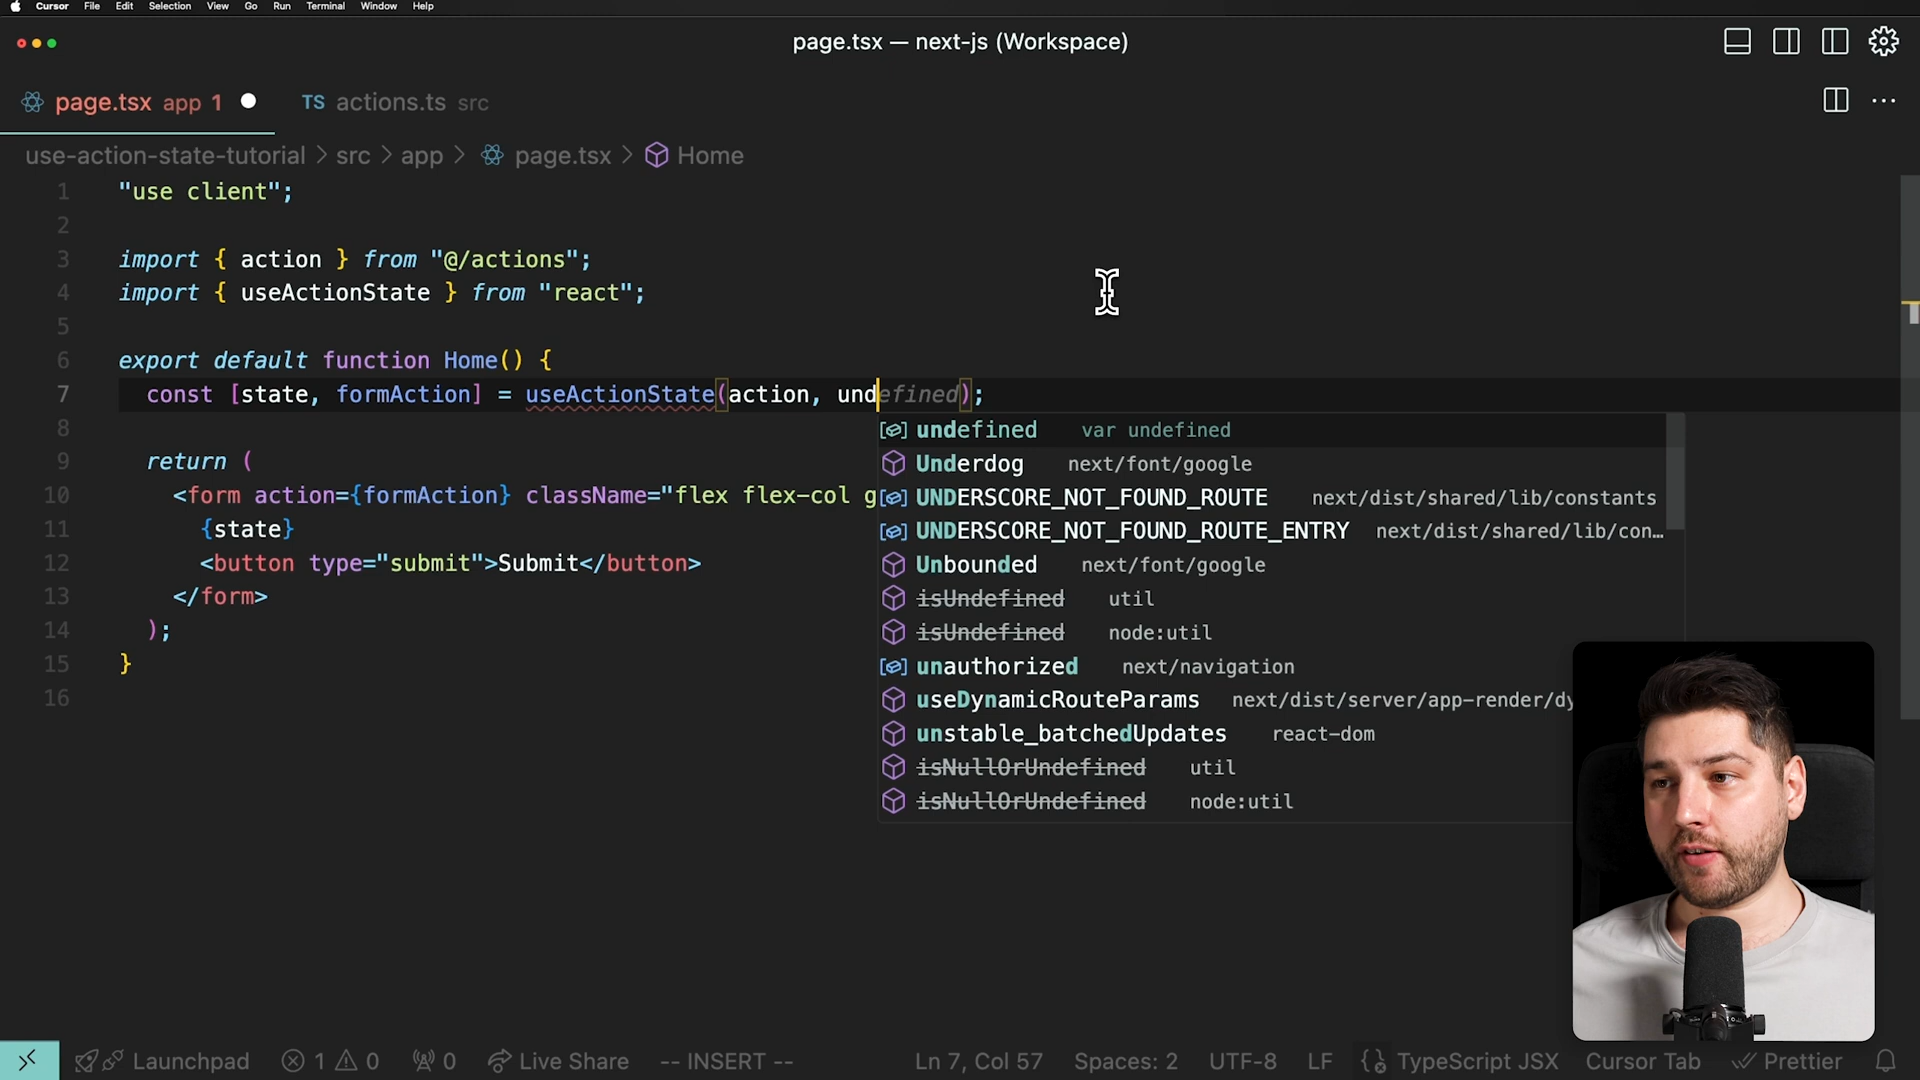 Cursor File Edit Selection View Go Run Terminal Window Help
page.tsx — next-js (Workspace)
page.tsx app 1 TS actions.ts src
use-action-state-tutorial > src > app > page.tsx > Home
1 "use client";
2
3 import { action } from "@/actions";
4 import { useActionState } from "react";
5
6 export default function Home() {
7 const [state, formAction] = useActionState(action, undefined);
8
9 return (
10 <form action={formAction} className="flex flex-col g
11 {state}
12 <button type="submit">Submit</button>
13 </form>
14 );
15 }
16
undefined var undefined
Underdog next/font/google
UNDERSCORE_NOT_FOUND_ROUTE next/dist/shared/lib/constants
UNDERSCORE_NOT_FOUND_ROUTE_ENTRY next/dist/shared/lib/con…
Unbounded next/font/google
isUndefined util
isUndefined node:util
unauthorized next/navigation
useDynamicRouteParams next/dist/server/app-render/dy
unstable_batchedUpdates react-dom
isNullOrUndefined util
isNullOrUndefined node:util
Launchpad 1 0 0 Live Share -- INSERT -- Ln 7, Col 57 Spaces: 2 UTF-8 LF TypeScript JSX Cursor Tab Prettier